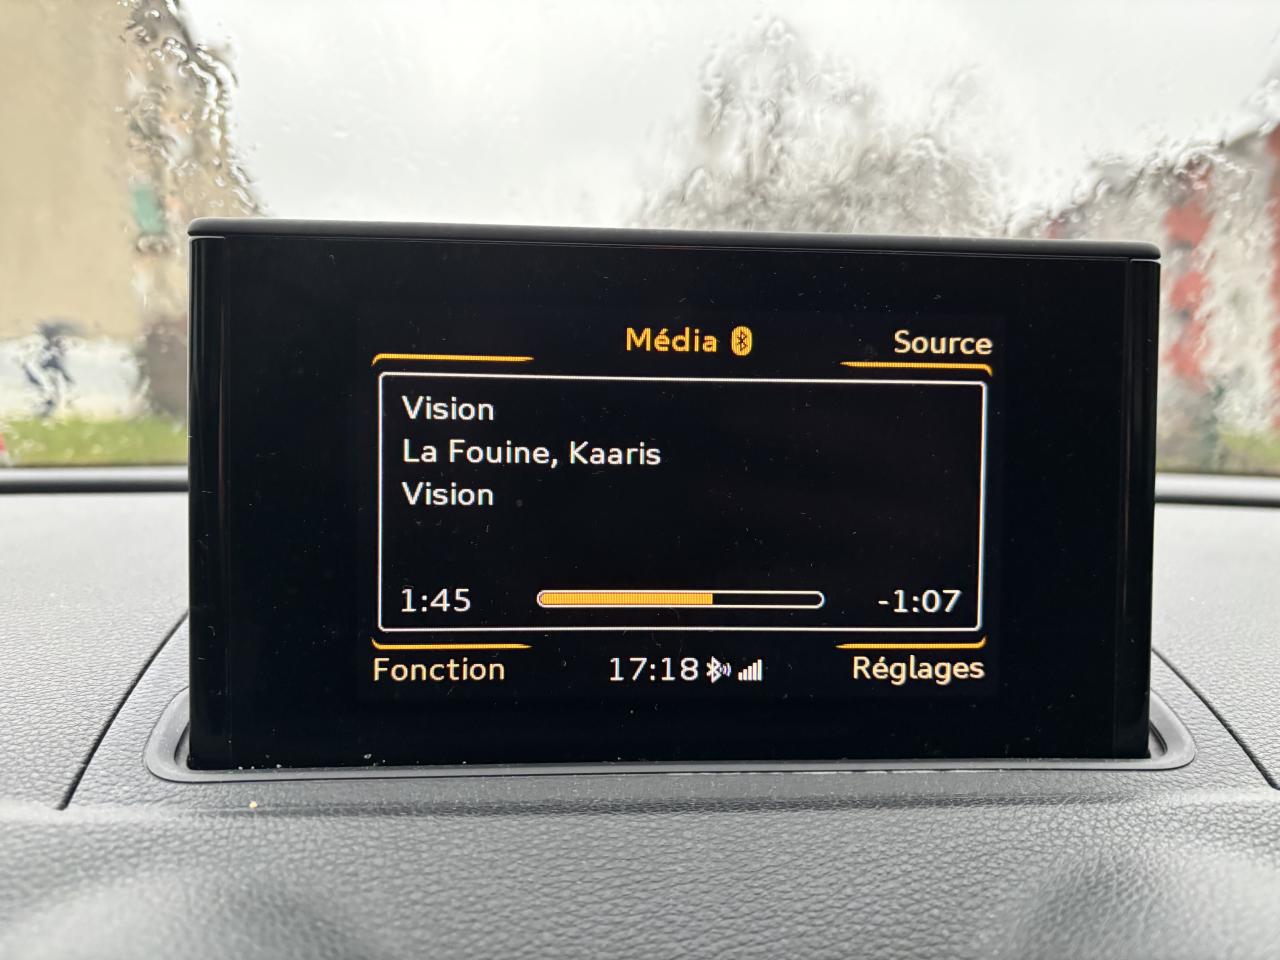 Média
Source
Vision
La Fouine, Kaaris
Vision
1:45
-1:07
Fonction
17:18
Réglages